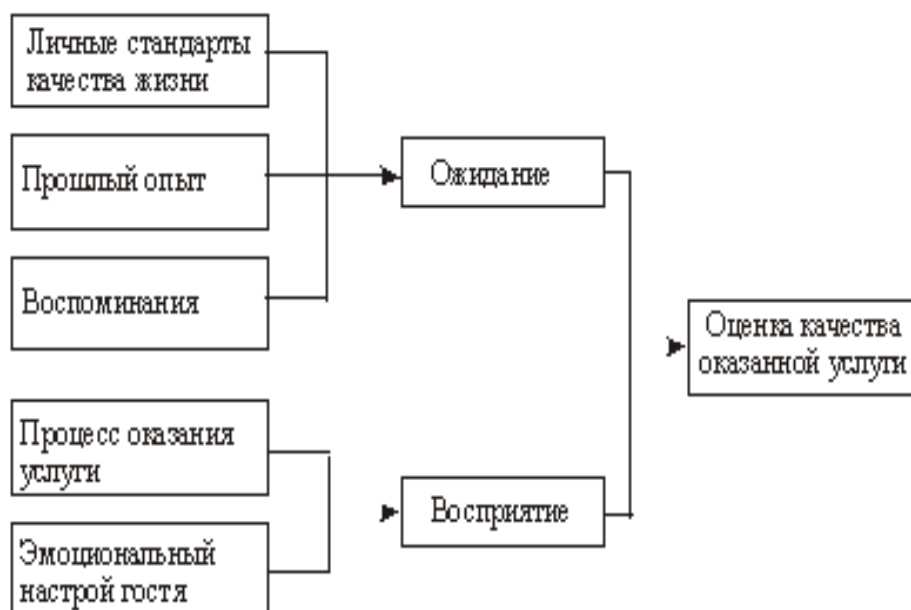 Личные стандарты
качества жизни
Прошлый опыт
Воспоминания
Ожидание
Процесс оказания
услуги
Эмоциональный
настрой гостя
Восприятие
Оценка качества
оказанной услуги